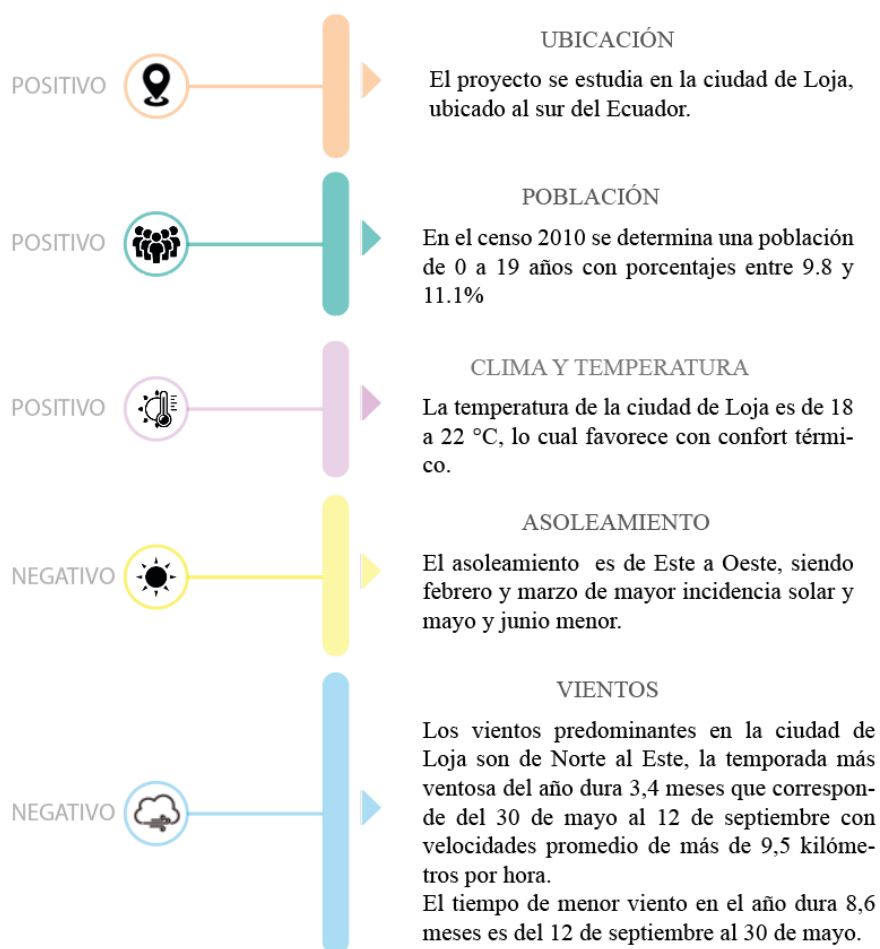 UBICACIÓN
POSITIVO
El proyecto se estudia en la ciudad de Loja,
ubicado al sur del Ecuador.
POBLACIÓN
POSITIVO
En el censo 2010 se determina una población
de 0 a 19 años con porcentajes entre 9.8 y
11.1%
CLIMA Y TEMPERATURA
POSITIVO
La temperatura de la ciudad de Loja es de 18
a 22 °C, lo cual favorece con confort térmi-
co.
ASOLEAMIENTO
NEGATIVO
El asoleamiento es de Este a Oeste, siendo
febrero y marzo de mayor incidencia solar y
mayo y junio menor.
VIENTOS
NEGATIVO
Los vientos predominantes en la ciudad de
Loja son de Norte al Este, la temporada más
ventosa del año dura 3,4 meses que correspon-
de del 30 de mayo al 12 de septiembre con
velocidades promedio de más de 9,5 kilóme-
tros por hora.
El tiempo de menor viento en el año dura 8,6
meses es del 12 de septiembre al 30 de mayo.